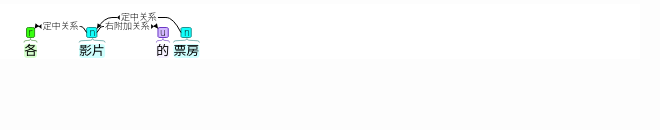 定中关系
定中关系 右附加关系
r n u n
各 影片 的 票房